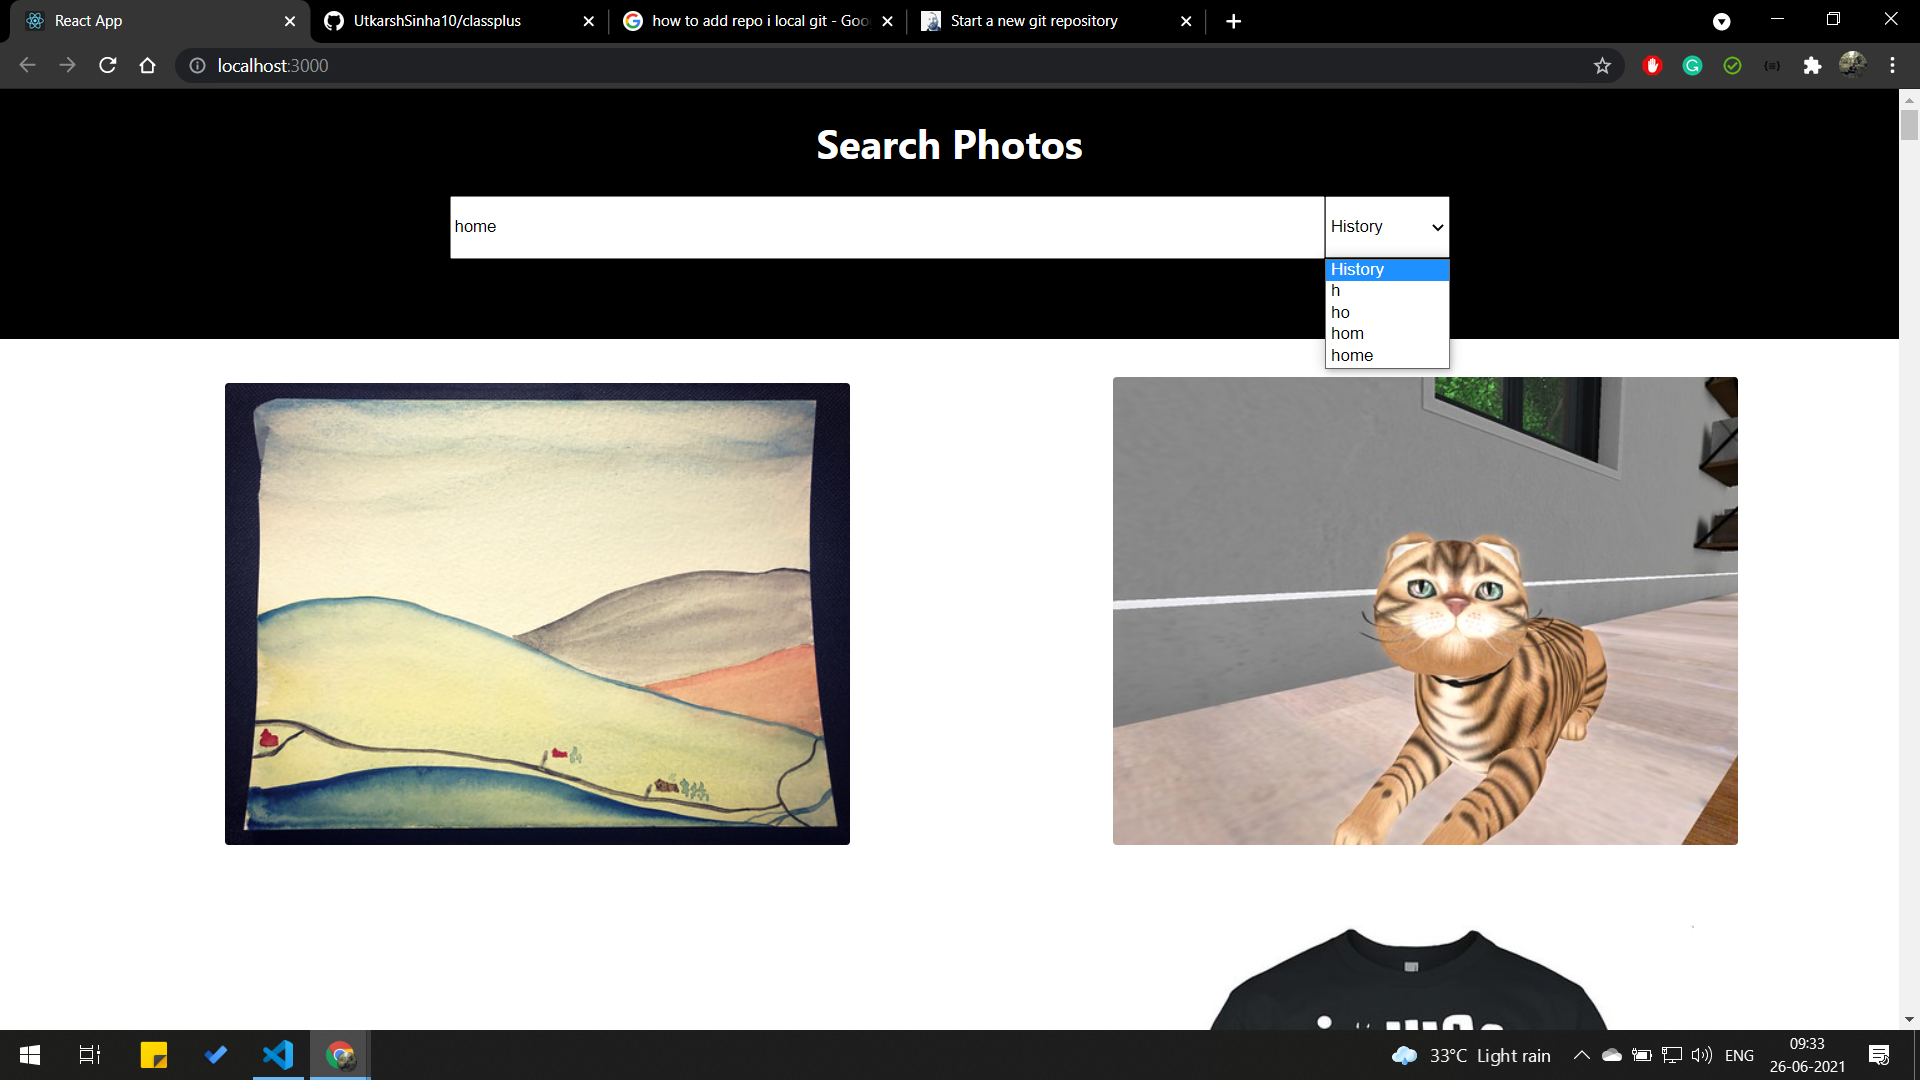 React App
UtkarshSinha10/classplus
how to add repo i local git - Goo
Start a new git repository
localhost:3000
Search Photos
home
History
History
h
ho
hom
home
33°C Light rain
ENG
09:33
26-06-2021